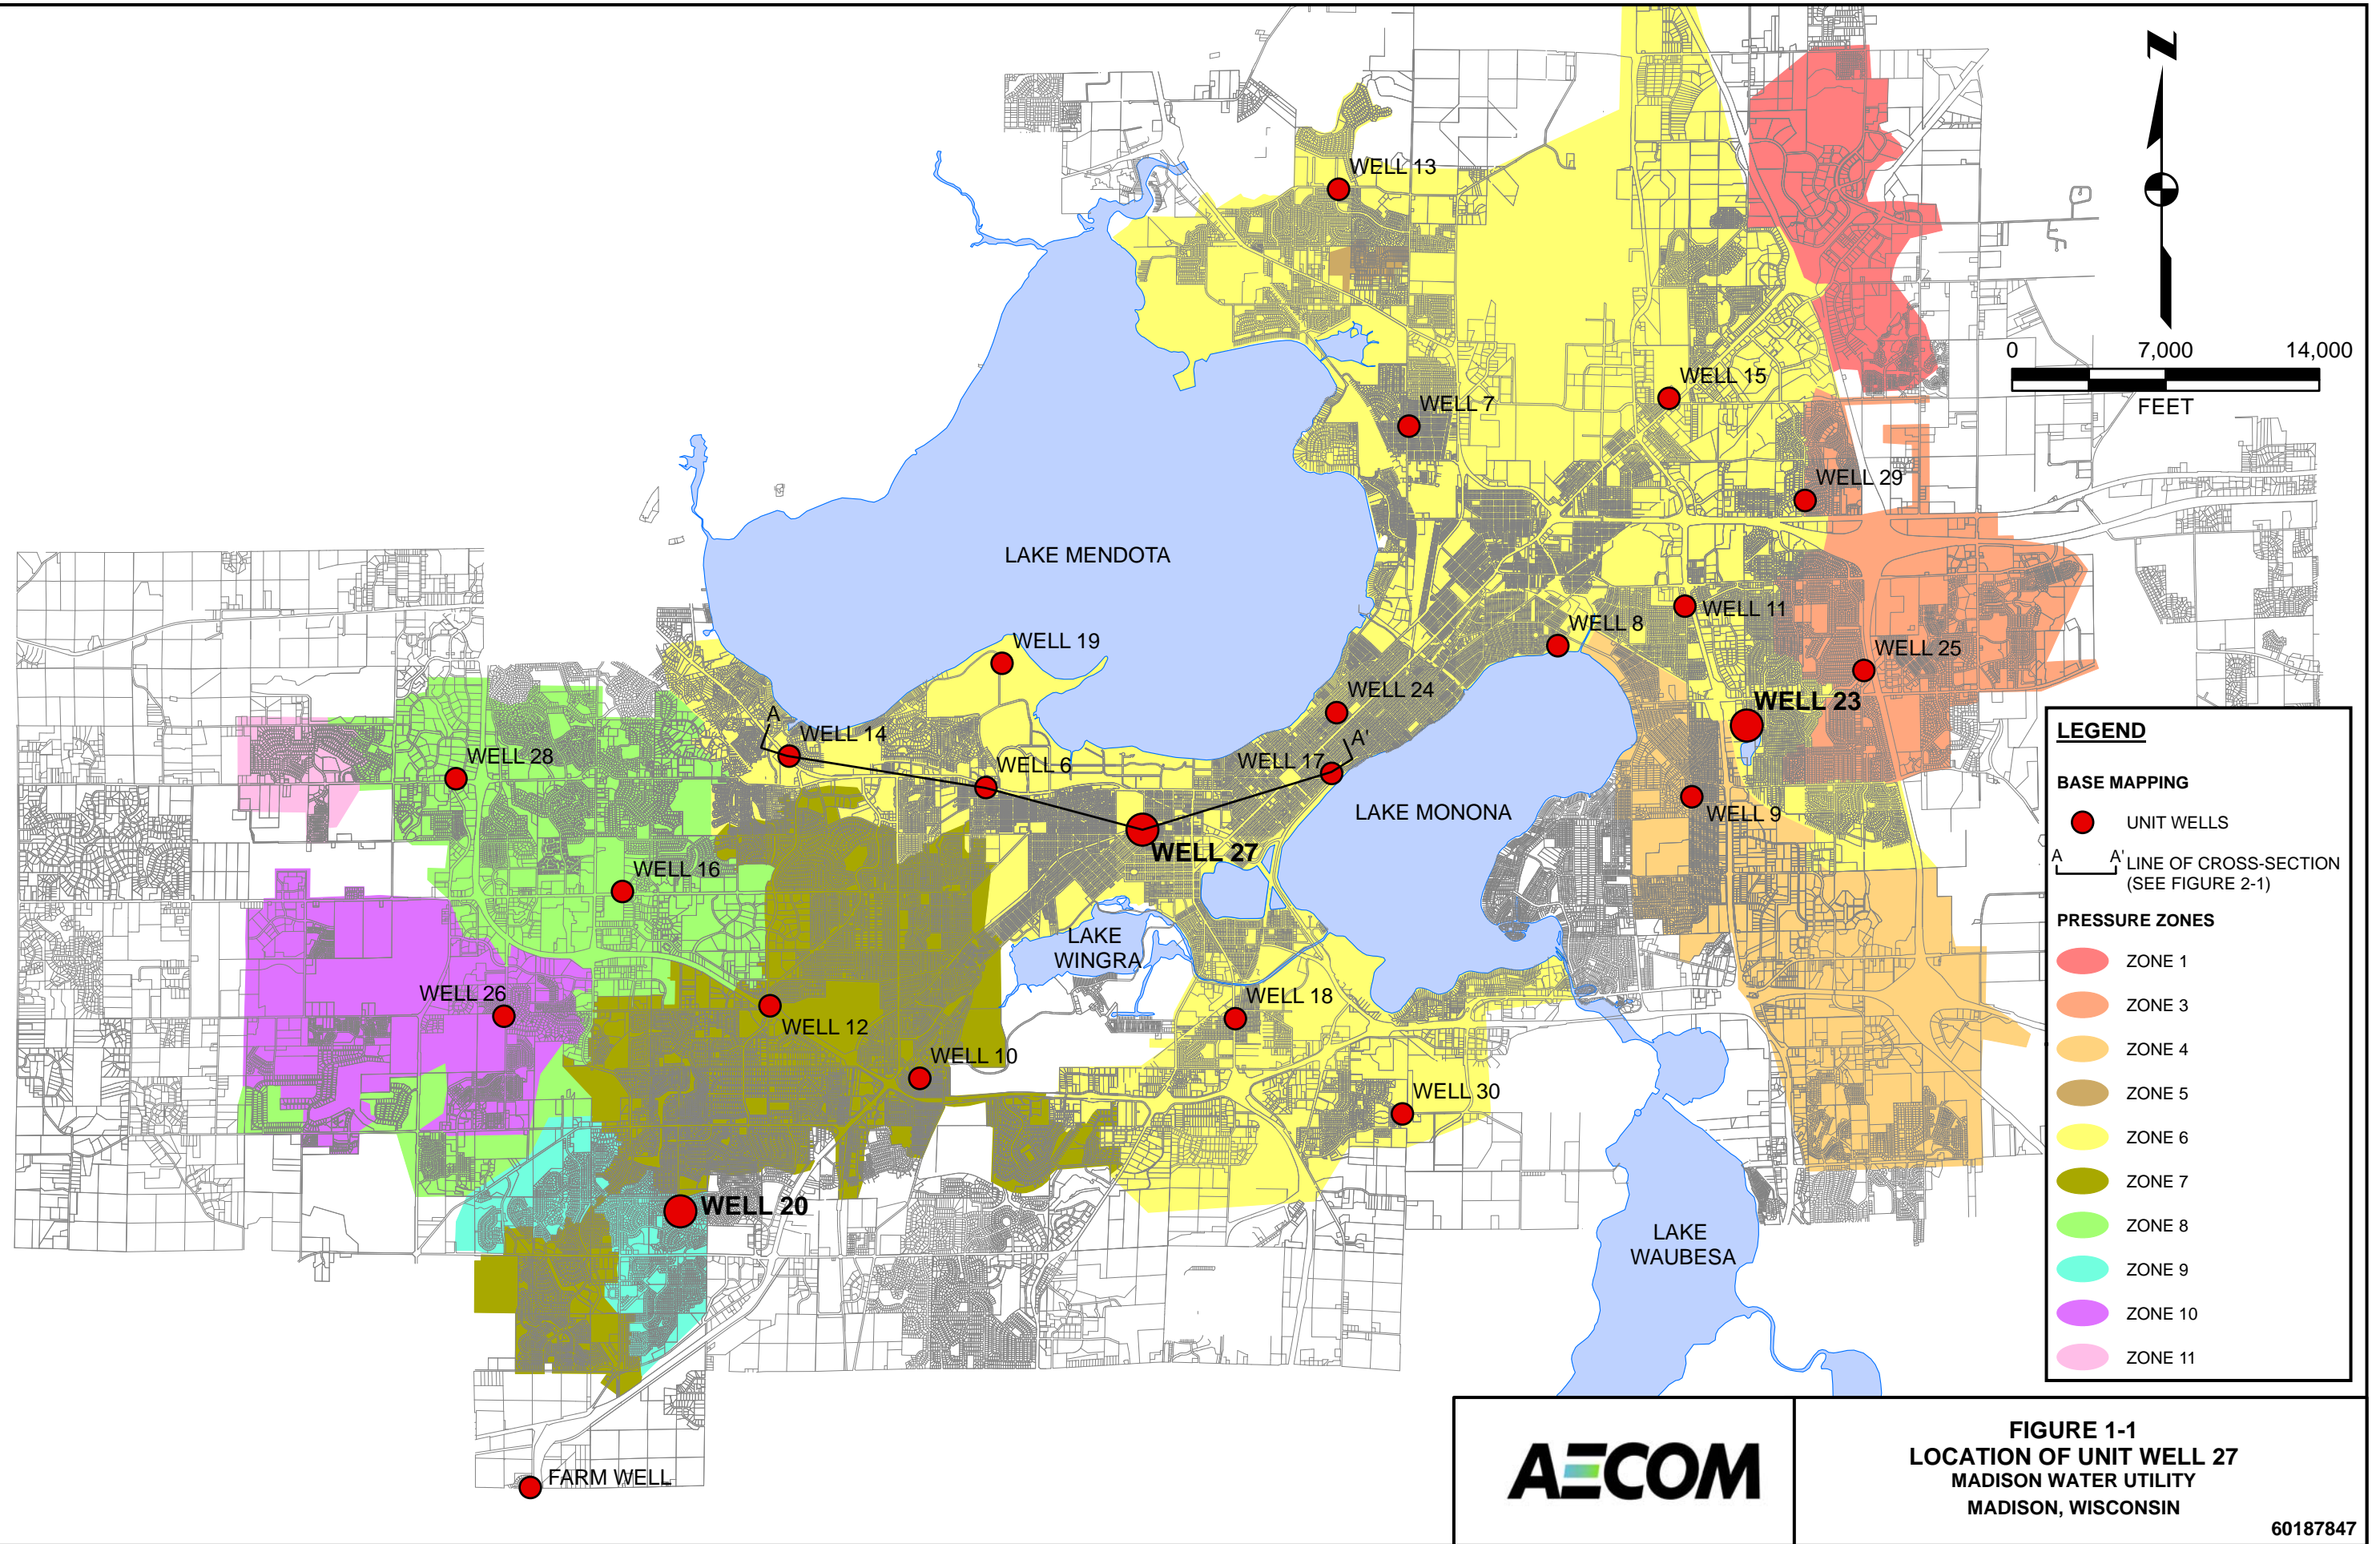 N
0 7,000 14,000
FEET
WELL 13
WELL 15
WELL 7
WELL 29
LAKE MENDOTA
WELL 11
WELL 8
WELL 19
WELL 25
WELL 24
WELL 23
A
WELL 14
A'
WELL 28
WELL 6
WELL 17
LAKE MONONA
WELL 9
WELL 27
WELL 16
LAKE
WINGRA
WELL 26
WELL 18
WELL 12
WELL 10
WELL 30
WELL 20
LAKE
WAUBESA
FARM WELL
LEGEND
BASE MAPPING
UNIT WELLS
A A' LINE OF CROSS-SECTION
(SEE FIGURE 2-1)
PRESSURE ZONES
ZONE 1
ZONE 3
ZONE 4
ZONE 5
ZONE 6
ZONE 7
ZONE 8
ZONE 9
ZONE 10
ZONE 11
AECOM
FIGURE 1-1
LOCATION OF UNIT WELL 27
MADISON WATER UTILITY
MADISON, WISCONSIN
60187847